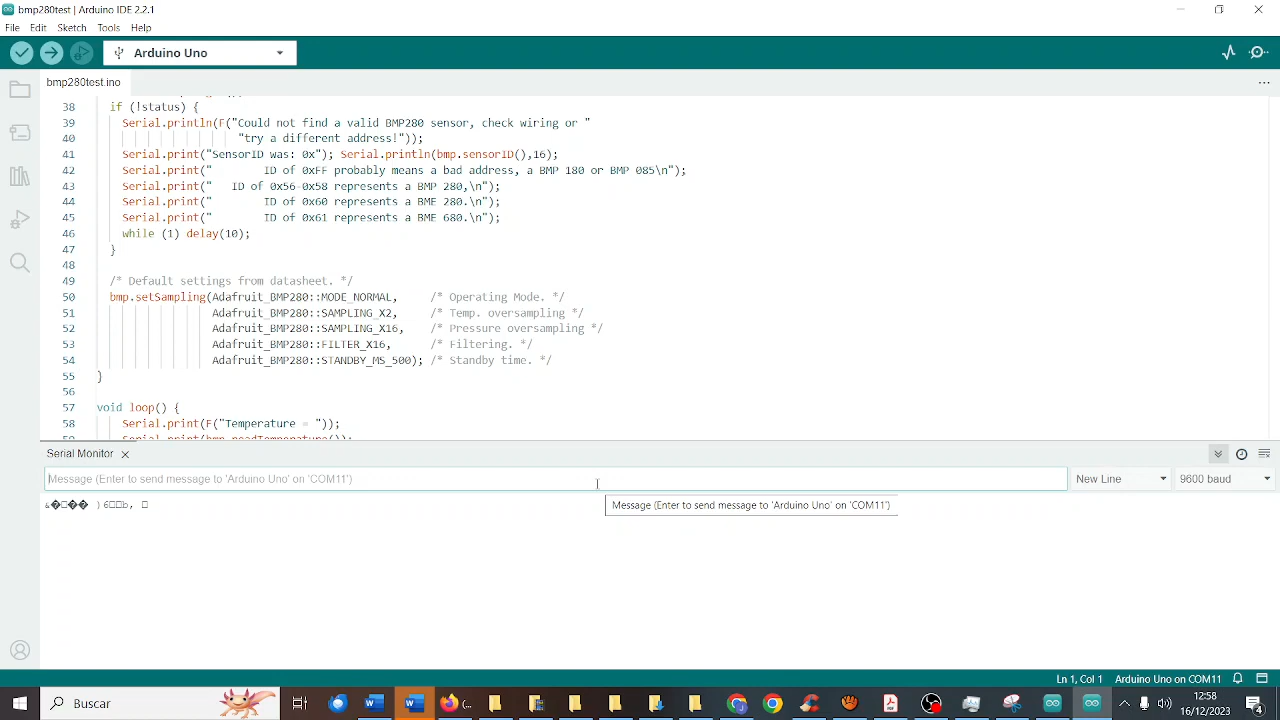 bmp280test | Arduino IDE 2.2.1
File Edit Sketch Tools Help
Arduino Uno
bmp280test.ino
38 if (!status) {
39 Serial.println(F("Could not find a valid BMP280 sensor, check wiring or "
40 "try a different address!"));
41 Serial.print("SensorID was: 0x"); Serial.println(bmp.sensorID(),16);
42 Serial.print("        ID of 0xFF probably means a bad address, a BMP 180 or BMP 085\n");
43 Serial.print("   ID of 0x56-0x58 represents a BMP 280,\n");
44 Serial.print("        ID of 0x60 represents a BME 280.\n");
45 Serial.print("        ID of 0x61 represents a BME 680.\n");
46 while (1) delay(10);
47 }
48
49 /* Default settings from datasheet. */
50 bmp.setSampling(Adafruit_BMP280::MODE_NORMAL,     /* Operating Mode. */
51 Adafruit_BMP280::SAMPLING_X2,     /* Temp. oversampling */
52 Adafruit_BMP280::SAMPLING_X16,    /* Pressure oversampling */
53 Adafruit_BMP280::FILTER_X16,      /* Filtering. */
54 Adafruit_BMP280::STANDBY_MS_500); /* Standby time. */
55 }
56
57 void loop() {
58 Serial.print(F("Temperature = "));
59 Serial.print(bmp.readTemperature());
Serial Monitor
Message (Enter to send message to 'Arduino Uno' on 'COM11')
New Line
9600 baud
Message (Enter to send message to 'Arduino Uno' on 'COM11')
Ln 1, Col 1 Arduino Uno on COM11
Buscar
12:58
16/12/2023